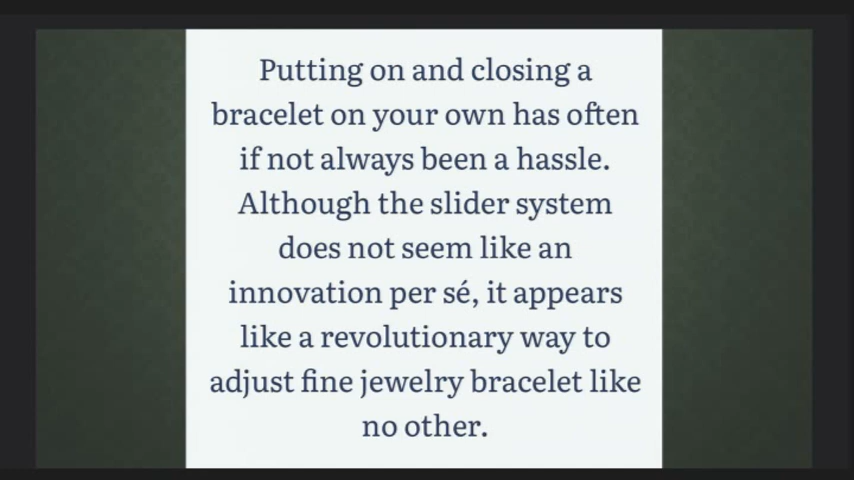 Putting on and closing a
bracelet on your own has often
if not always been a hassle.
Although the slider system
does not seem like an
innovation per sé, it appears
like a revolutionary way to
adjust fine jewelry bracelet like
no other.